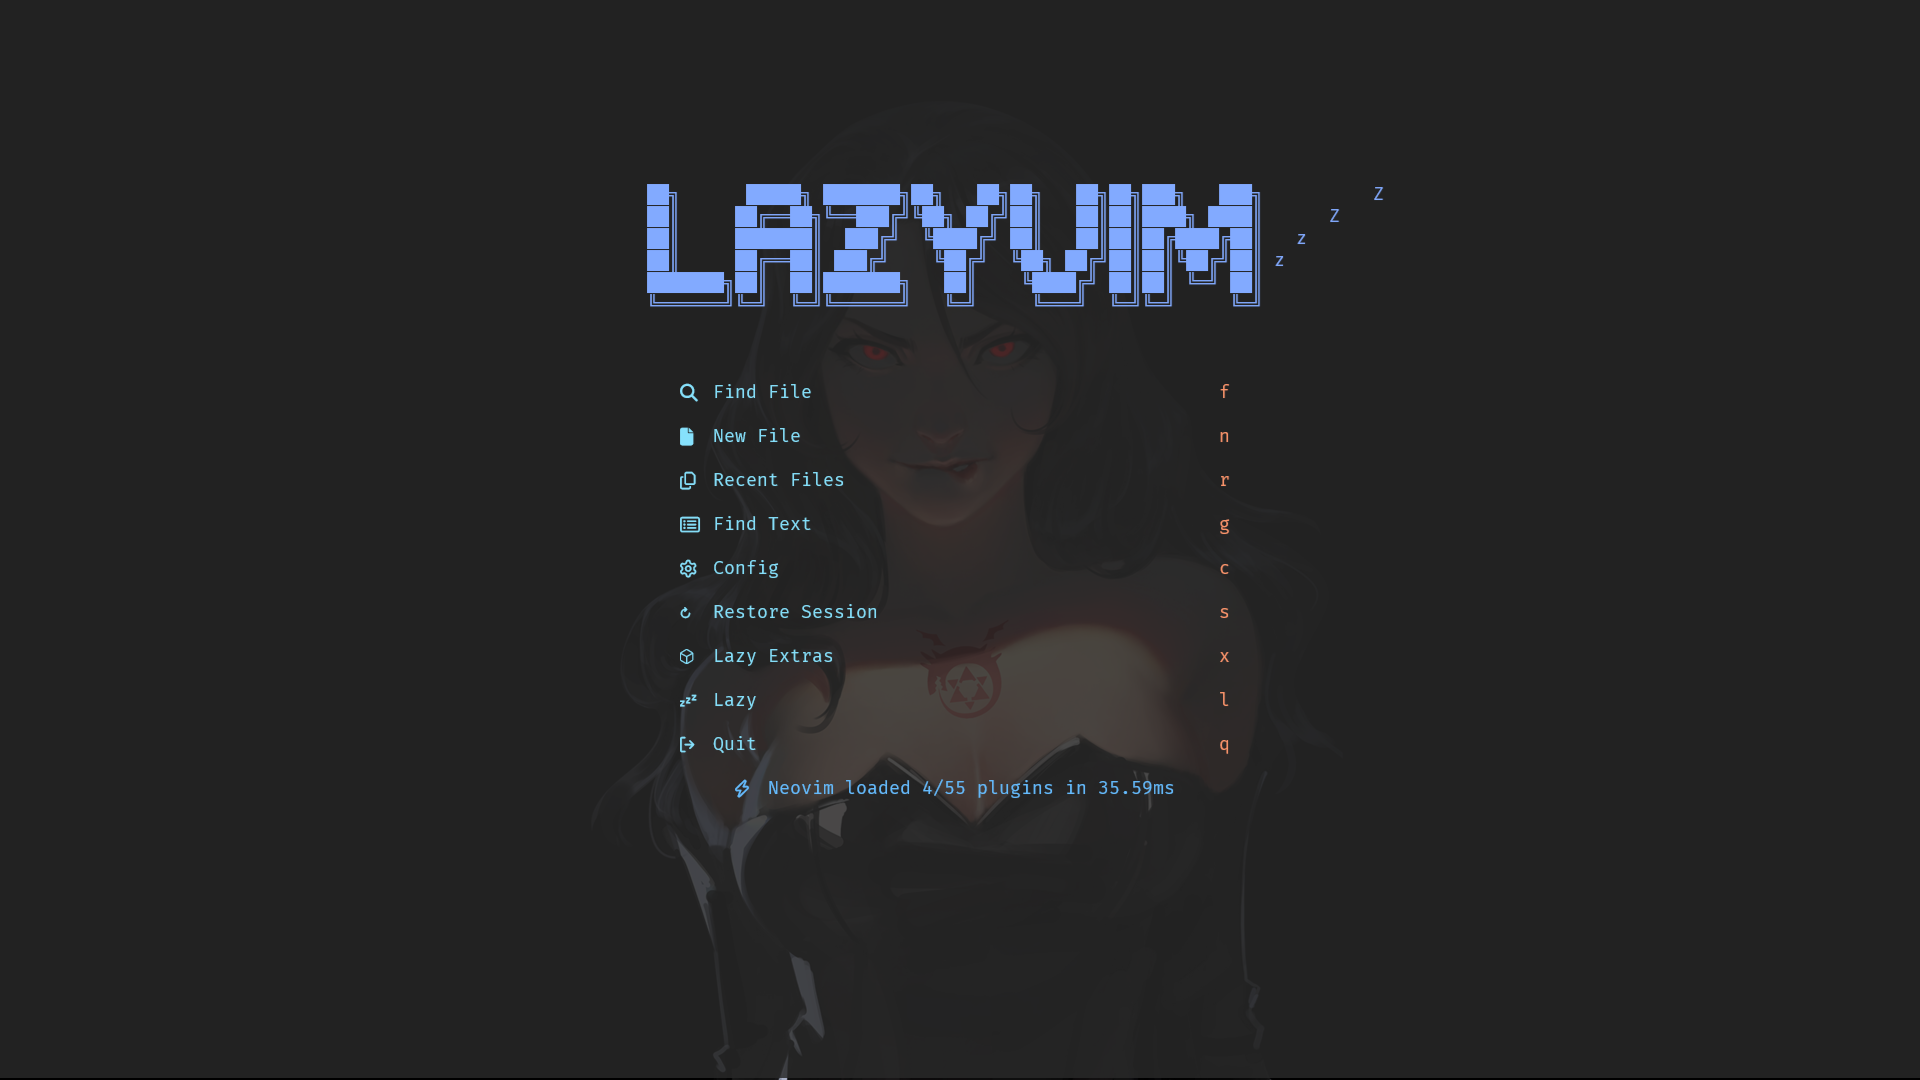 LAZYVIM
Z
Z
z
z
Find File f
New File n
Recent Files r
Find Text g
Config c
Restore Session s
Lazy Extras x
Lazy l
Quit q
Neovim loaded 4/55 plugins in 35.59ms